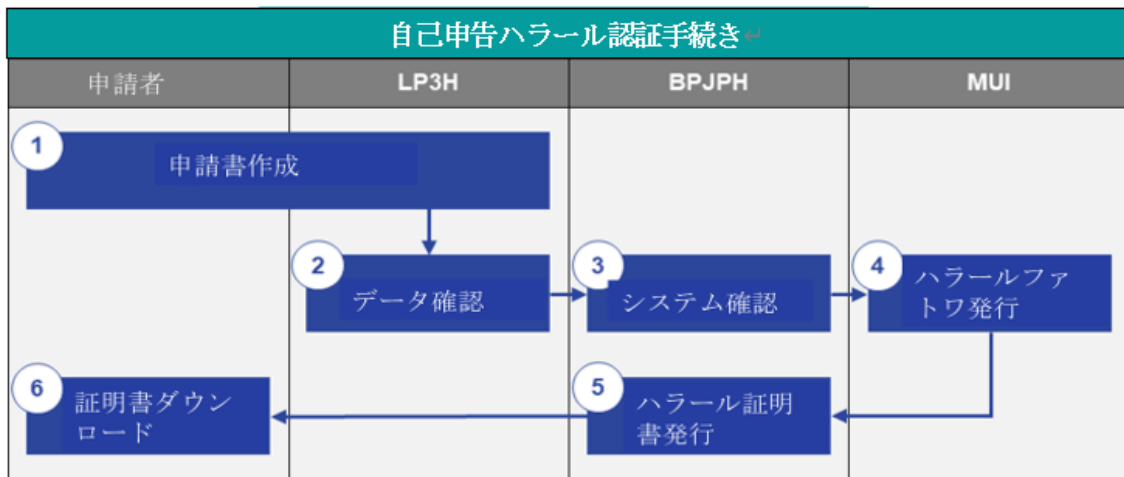 自己申告ハラール認証手続き↵
申請者
LP3H
BPJPH
MUI
1
申請書作成
2
データ確認
3
システム確認
4
ハラールファ
トワ発行
6
証明書ダウン
ロード
5
ハラール証明
書発行